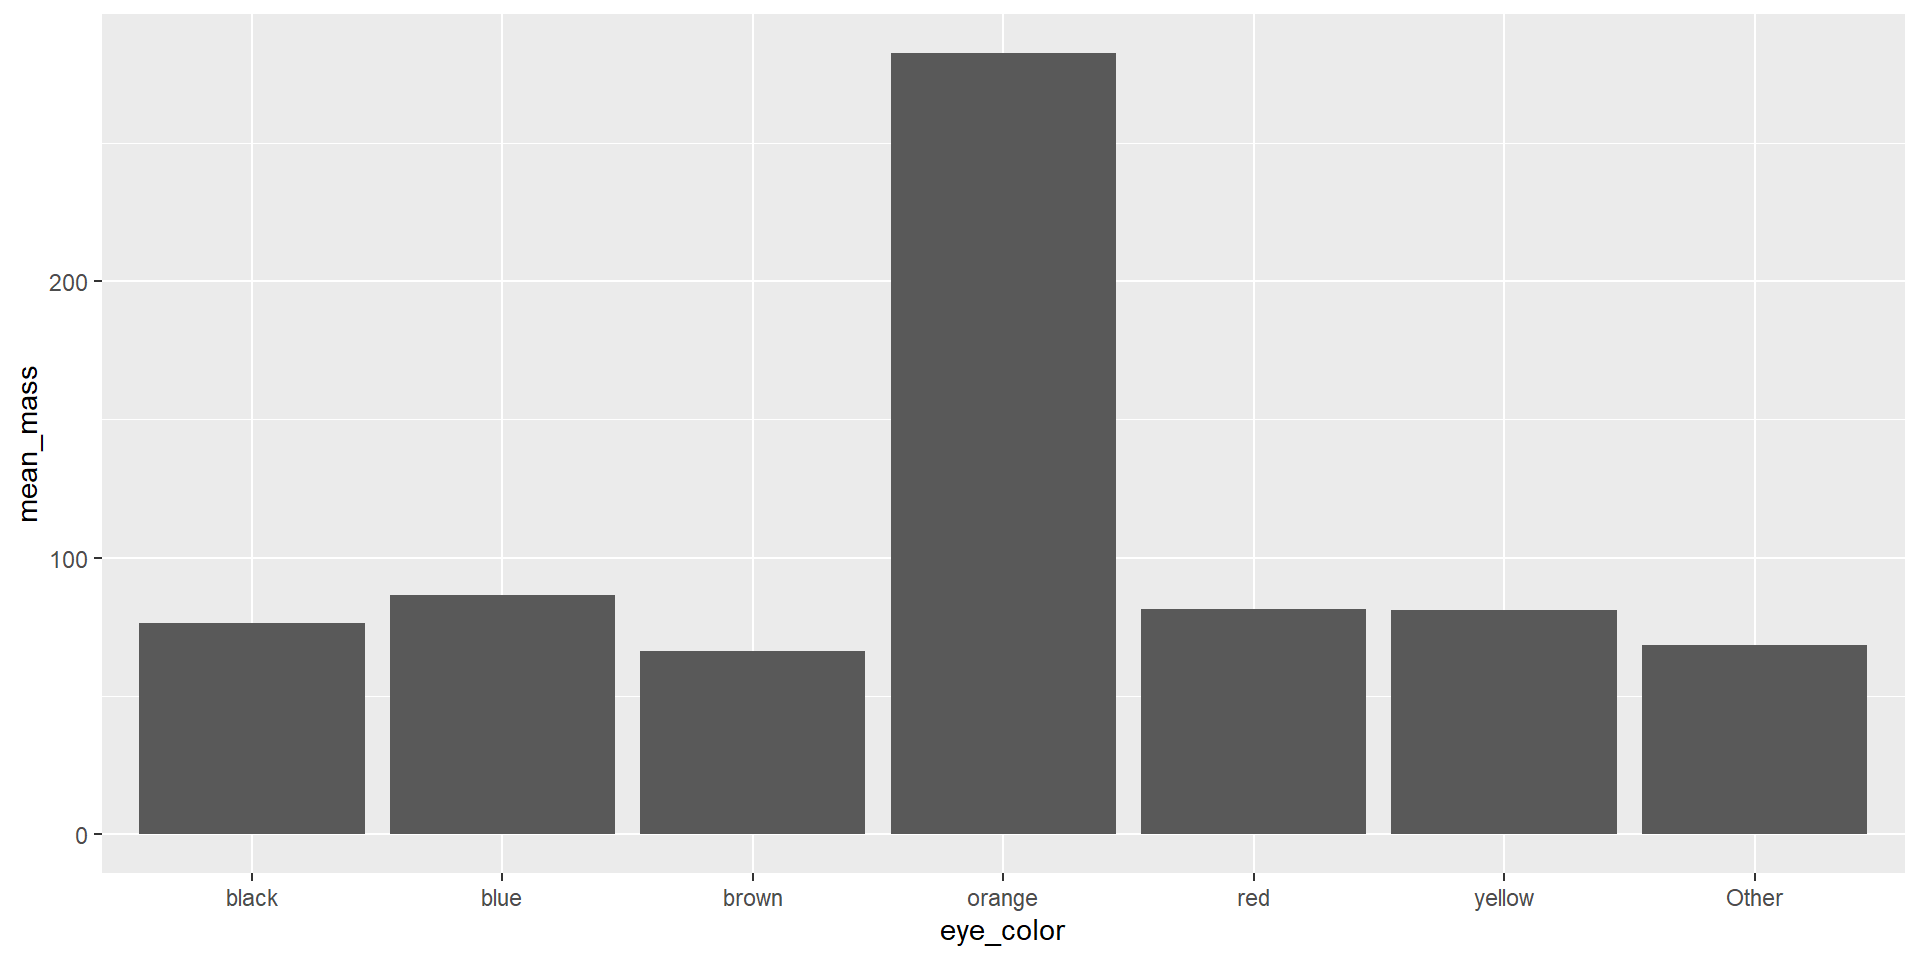 mean_mass
200
100
0
black blue brown orange red yellow Other
eye_color